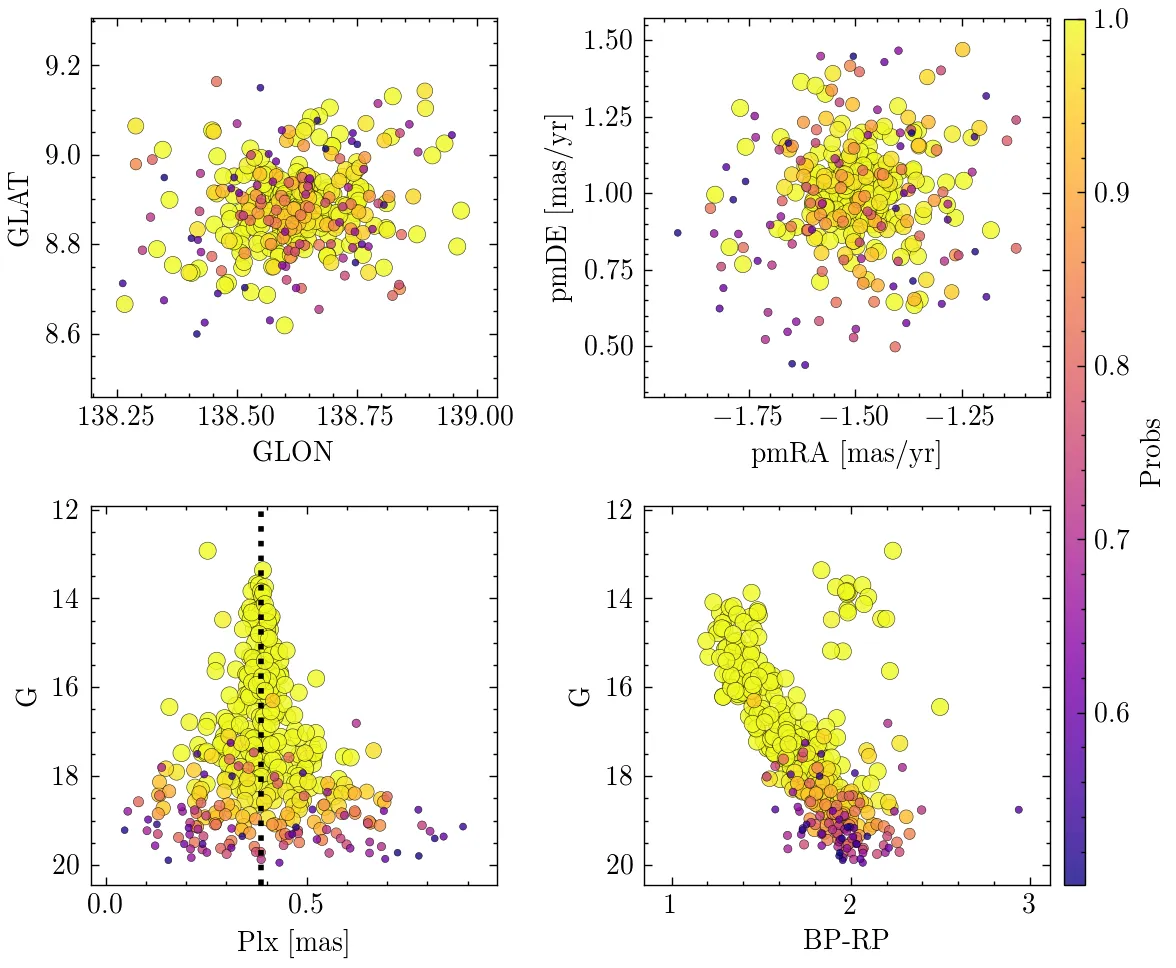 9.2
9.0
8.8
8.6
GLAT
138.25 138.50 138.75 139.00
GLON
1.50
1.25
1.00
0.75
0.50
pmDE [mas/yr]
−1.75 −1.50 −1.25
pmRA [mas/yr]
12
14
16
18
20
G
0.0 0.5
Plx [mas]
12
14
16
18
20
G
1 2 3
BP-RP
1.0
0.9
0.8
0.7
0.6
Probs